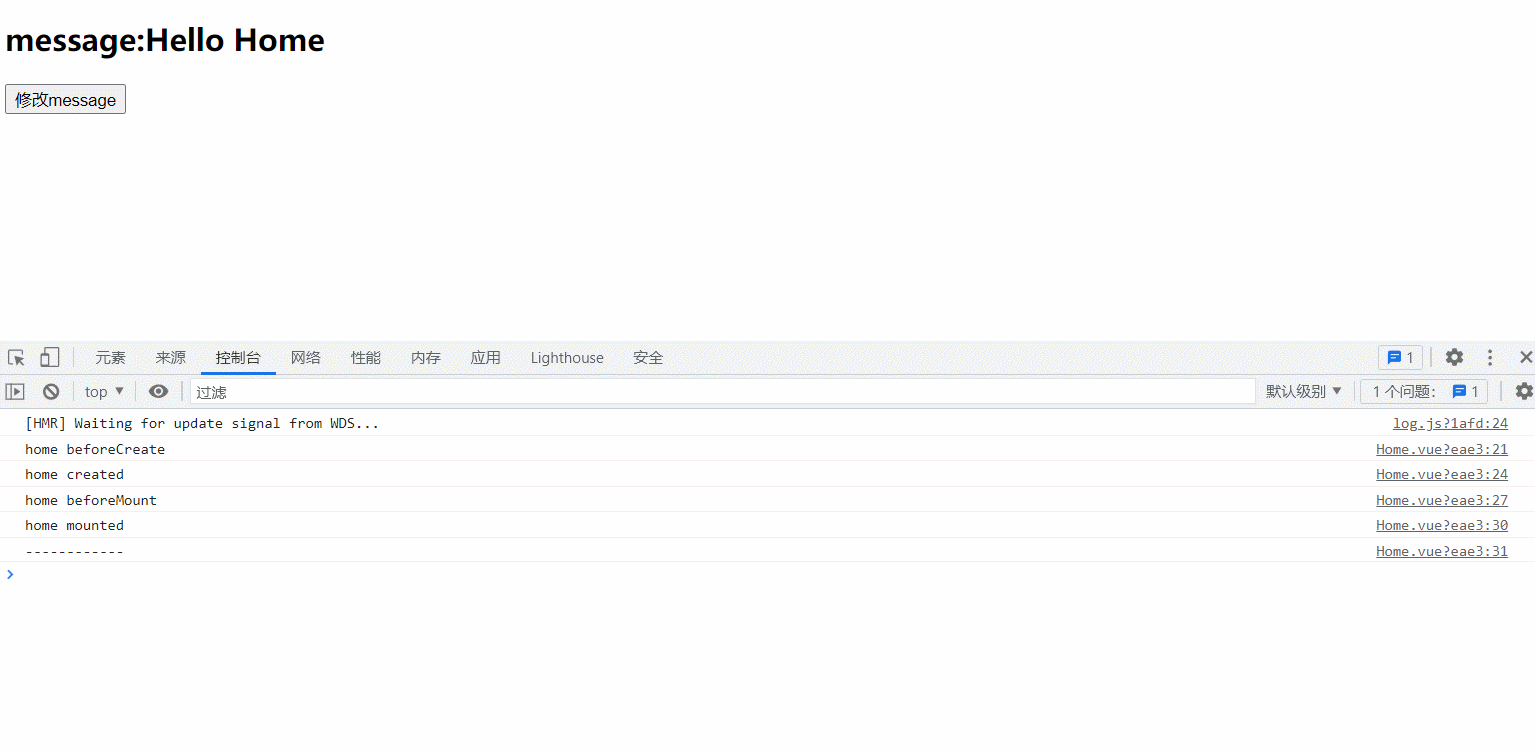 message:Hello Home
修改message
元素 来源 控制台 网络 性能 内存 应用 Lighthouse 安全 1
top 过滤 默认级别 1 个问题: 1
[HMR] Waiting for update signal from WDS... log.js?1afd:24
home beforeCreate Home.vue?eae3:21
home created Home.vue?eae3:24
home beforeMount Home.vue?eae3:27
home mounted Home.vue?eae3:30
------------ Home.vue?eae3:31